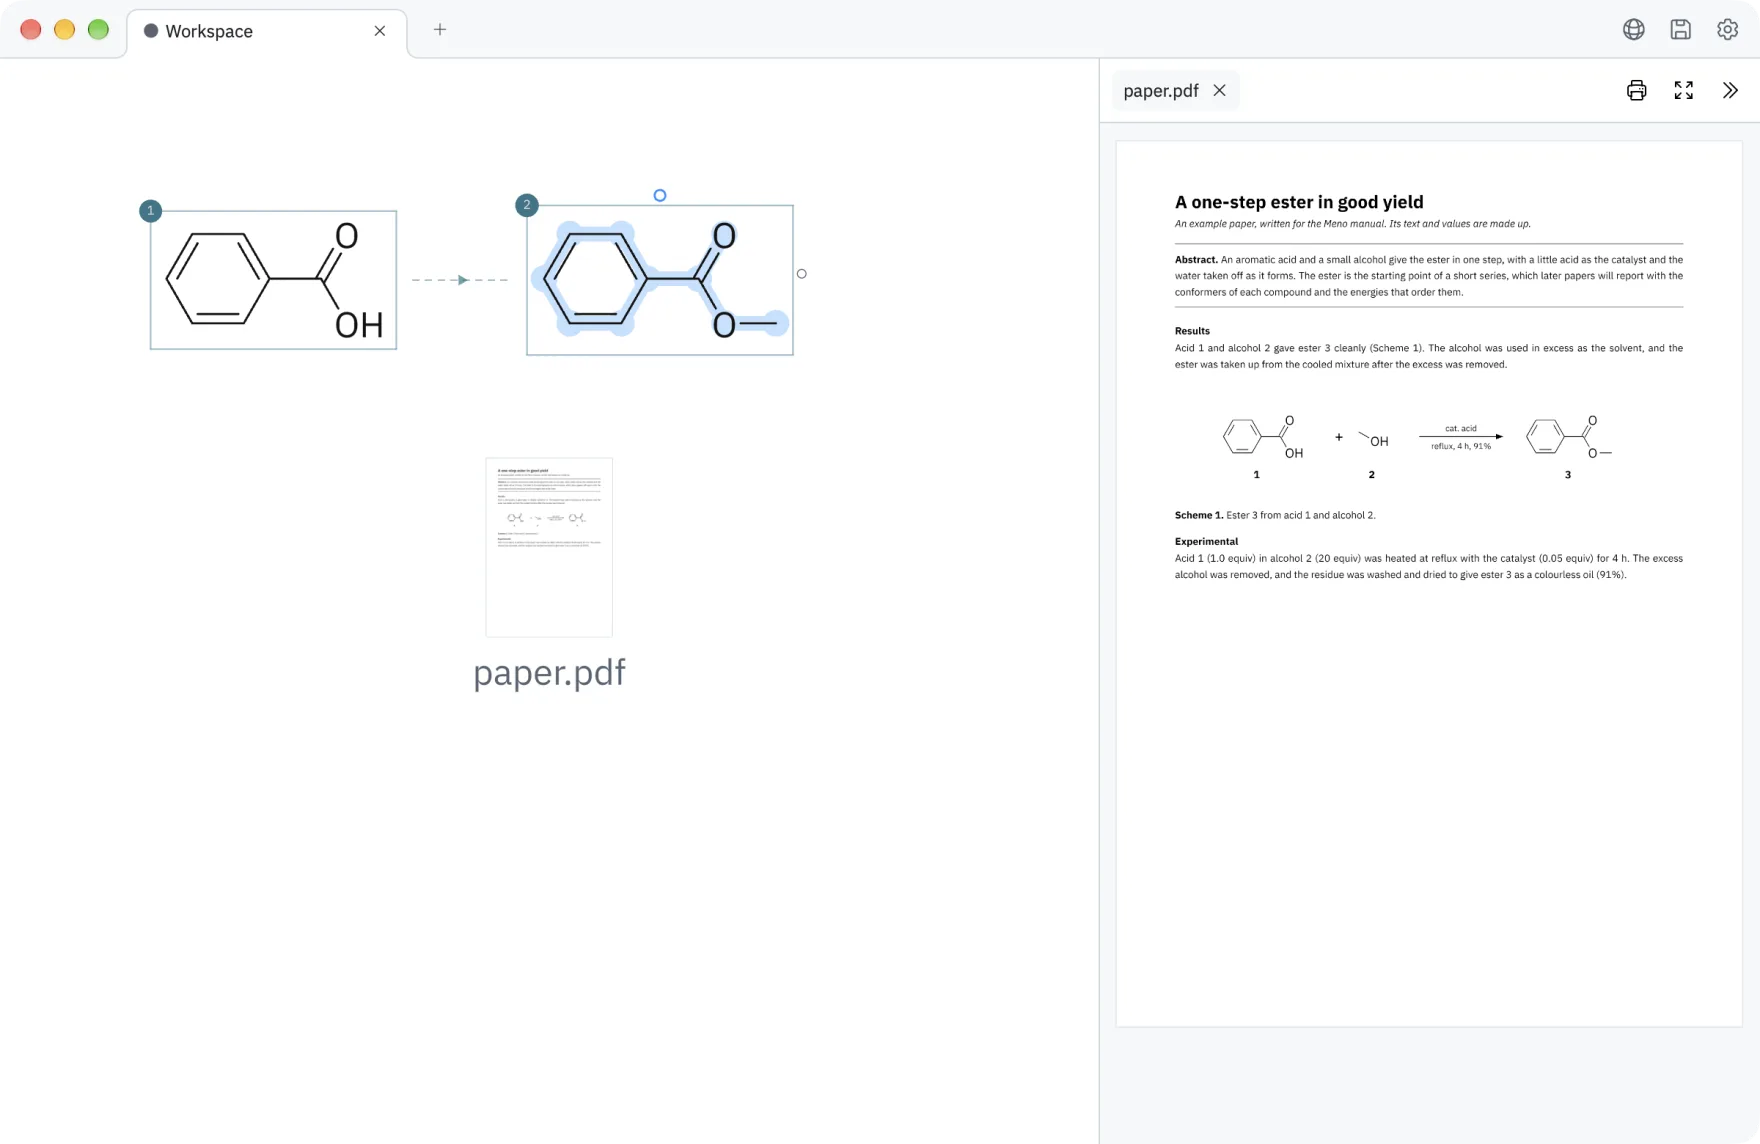 Workspace
paper.pdf
1
O
OH
2
O
O
paper.pdf
A one-step ester in good yield
An example paper, written for the Meno manual. Its text and values are made up.
Abstract. An aromatic acid and a small alcohol give the ester in one step, with a little acid as the catalyst and the
water taken off as it forms. The ester is the starting point of a short series, which later papers will report with the
conformers of each compound and the energies that order them.
Results
Acid 1 and alcohol 2 gave ester 3 cleanly (Scheme 1). The alcohol was used in excess as the solvent, and the
ester was taken up from the cooled mixture after the excess was removed.
O
OH
+
OH
cat. acid
reflux, 4 h, 91%
O
O
1
2
3
Scheme 1. Ester 3 from acid 1 and alcohol 2.
Experimental
Acid 1 (1.0 equiv) in alcohol 2 (20 equiv) was heated at reflux with the catalyst (0.05 equiv) for 4 h. The excess
alcohol was removed, and the residue was washed and dried to give ester 3 as a colourless oil (91%).